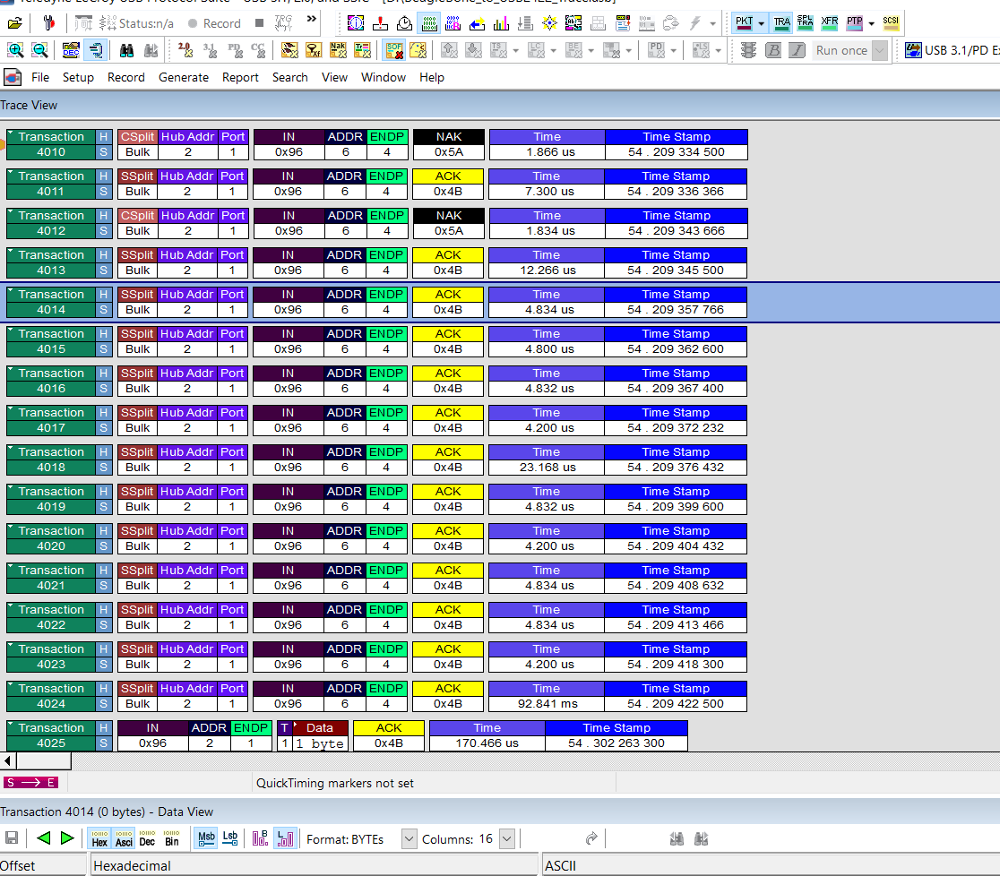 Status:n/a Record
PKT TRA SPL TRA XFR PTP SCSI
2.0 3.1 PD CC Run once USB 3.1/PD Ex
File Setup Record Generate Report Search View Window Help
Trace View
Transaction H CSplit Hub Addr Port IN ADDR ENDP NAK Time Time Stamp
4010 S Bulk 2 1 0x96 6 4 0x5A 1.866 us 54 . 209 334 500
Transaction H SSplit Hub Addr Port IN ADDR ENDP ACK Time Time Stamp
4011 S Bulk 2 1 0x96 6 4 0x4B 7.300 us 54 . 209 336 366
Transaction H CSplit Hub Addr Port IN ADDR ENDP NAK Time Time Stamp
4012 S Bulk 2 1 0x96 6 4 0x5A 1.834 us 54 . 209 343 666
Transaction H SSplit Hub Addr Port IN ADDR ENDP ACK Time Time Stamp
4013 S Bulk 2 1 0x96 6 4 0x4B 12.266 us 54 . 209 345 500
Transaction H SSplit Hub Addr Port IN ADDR ENDP ACK Time Time Stamp
4014 S Bulk 2 1 0x96 6 4 0x4B 4.834 us 54 . 209 357 766
Transaction H SSplit Hub Addr Port IN ADDR ENDP ACK Time Time Stamp
4015 S Bulk 2 1 0x96 6 4 0x4B 4.800 us 54 . 209 362 600
Transaction H SSplit Hub Addr Port IN ADDR ENDP ACK Time Time Stamp
4016 S Bulk 2 1 0x96 6 4 0x4B 4.832 us 54 . 209 367 400
Transaction H SSplit Hub Addr Port IN ADDR ENDP ACK Time Time Stamp
4017 S Bulk 2 1 0x96 6 4 0x4B 4.200 us 54 . 209 372 232
Transaction H SSplit Hub Addr Port IN ADDR ENDP ACK Time Time Stamp
4018 S Bulk 2 1 0x96 6 4 0x4B 23.168 us 54 . 209 376 432
Transaction H SSplit Hub Addr Port IN ADDR ENDP ACK Time Time Stamp
4019 S Bulk 2 1 0x96 6 4 0x4B 4.832 us 54 . 209 399 600
Transaction H SSplit Hub Addr Port IN ADDR ENDP ACK Time Time Stamp
4020 S Bulk 2 1 0x96 6 4 0x4B 4.200 us 54 . 209 404 432
Transaction H SSplit Hub Addr Port IN ADDR ENDP ACK Time Time Stamp
4021 S Bulk 2 1 0x96 6 4 0x4B 4.834 us 54 . 209 408 632
Transaction H SSplit Hub Addr Port IN ADDR ENDP ACK Time Time Stamp
4022 S Bulk 2 1 0x96 6 4 0x4B 4.834 us 54 . 209 413 466
Transaction H SSplit Hub Addr Port IN ADDR ENDP ACK Time Time Stamp
4023 S Bulk 2 1 0x96 6 4 0x4B 4.200 us 54 . 209 418 300
Transaction H SSplit Hub Addr Port IN ADDR ENDP ACK Time Time Stamp
4024 S Bulk 2 1 0x96 6 4 0x4B 92.841 ms 54 . 209 422 500
Transaction H IN ADDR ENDP T Data ACK Time Time Stamp
4025 S 0x96 2 1 1 1 byte 0x4B 170.466 us 54 . 302 263 300
S → E QuickTiming markers not set
Transaction 4014 (0 bytes) - Data View
Hex Asci Dec Bin Msb Lsb Format: BYTEs Columns: 16
Offset Hexadecimal ASCII